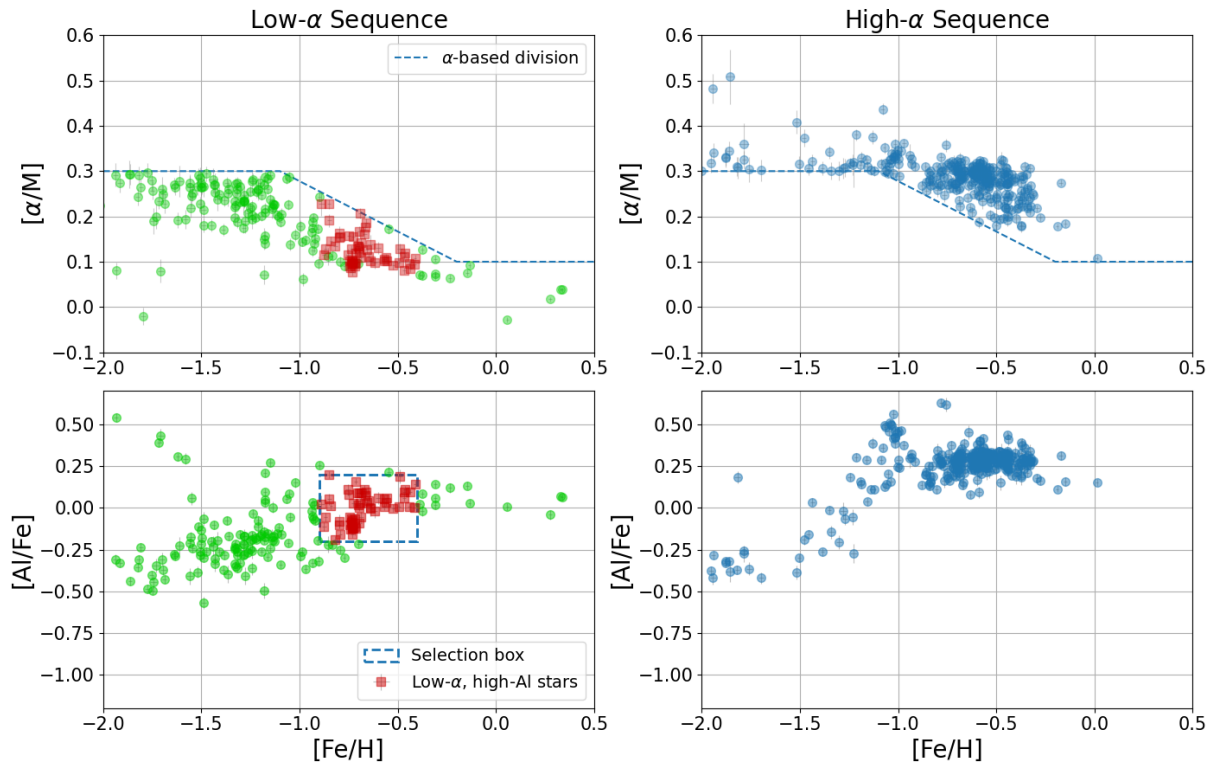 Low-α Sequence
High-α Sequence
0.6
0.5
0.4
0.3
0.2
0.1
0.0
−0.1
[α/M]
α-based division
−2.0 −1.5 −1.0 −0.5 0.0 0.5
0.6
0.5
0.4
0.3
0.2
0.1
0.0
−0.1
[α/M]
−2.0 −1.5 −1.0 −0.5 0.0 0.5
0.50
0.25
0.00
−0.25
−0.50
−0.75
−1.00
[Al/Fe]
Selection box
Low-α, high-Al stars
−2.0 −1.5 −1.0 −0.5 0.0 0.5
[Fe/H]
0.50
0.25
0.00
−0.25
−0.50
−0.75
−1.00
[Al/Fe]
−2.0 −1.5 −1.0 −0.5 0.0 0.5
[Fe/H]